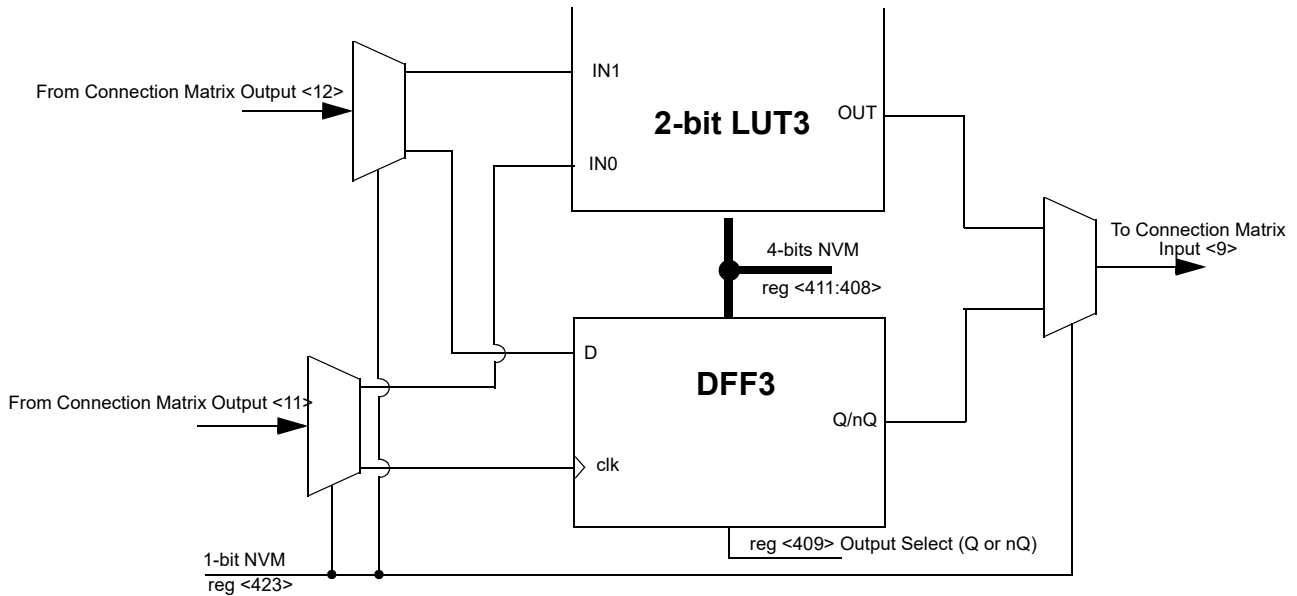 IN1
From Connection Matrix Output <12>
2-bit LUT3
OUT
IN0
To Connection Matrix
Input <9>
4-bits NVM
reg <411:408>
D
DFF3
From Connection Matrix Output <11>
Q/nQ
clk
reg <409> Output Select (Q or nQ)
1-bit NVM
reg <423>